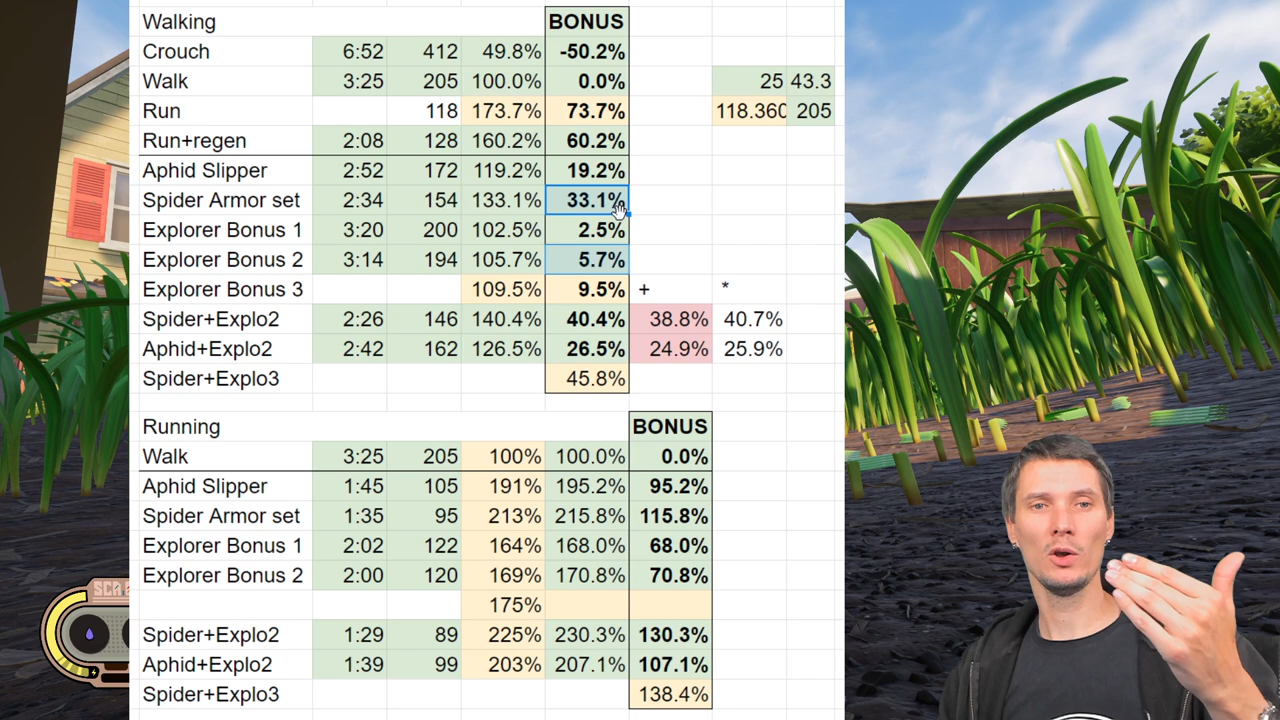 Walking BONUS
Crouch 6:52 412 49.8% -50.2%
Walk 3:25 205 100.0% 0.0% 25 43.3
Run 118 173.7% 73.7% 118.360 205
Run+regen 2:08 128 160.2% 60.2%
Aphid Slipper 2:52 172 119.2% 19.2%
Spider Armor set 2:34 154 133.1% 33.1%
Explorer Bonus 1 3:20 200 102.5% 2.5%
Explorer Bonus 2 3:14 194 105.7% 5.7%
Explorer Bonus 3 109.5% 9.5% + *
Spider+Explo2 2:26 146 140.4% 40.4% 38.8% 40.7%
Aphid+Explo2 2:42 162 126.5% 26.5% 24.9% 25.9%
Spider+Explo3 45.8%
Running BONUS
Walk 3:25 205 100% 100.0% 0.0%
Aphid Slipper 1:45 105 191% 195.2% 95.2%
Spider Armor set 1:35 95 213% 215.8% 115.8%
Explorer Bonus 1 2:02 122 164% 168.0% 68.0%
Explorer Bonus 2 2:00 120 169% 170.8% 70.8%
175%
Spider+Explo2 1:29 89 225% 230.3% 130.3%
Aphid+Explo2 1:39 99 203% 207.1% 107.1%
Spider+Explo3 138.4%